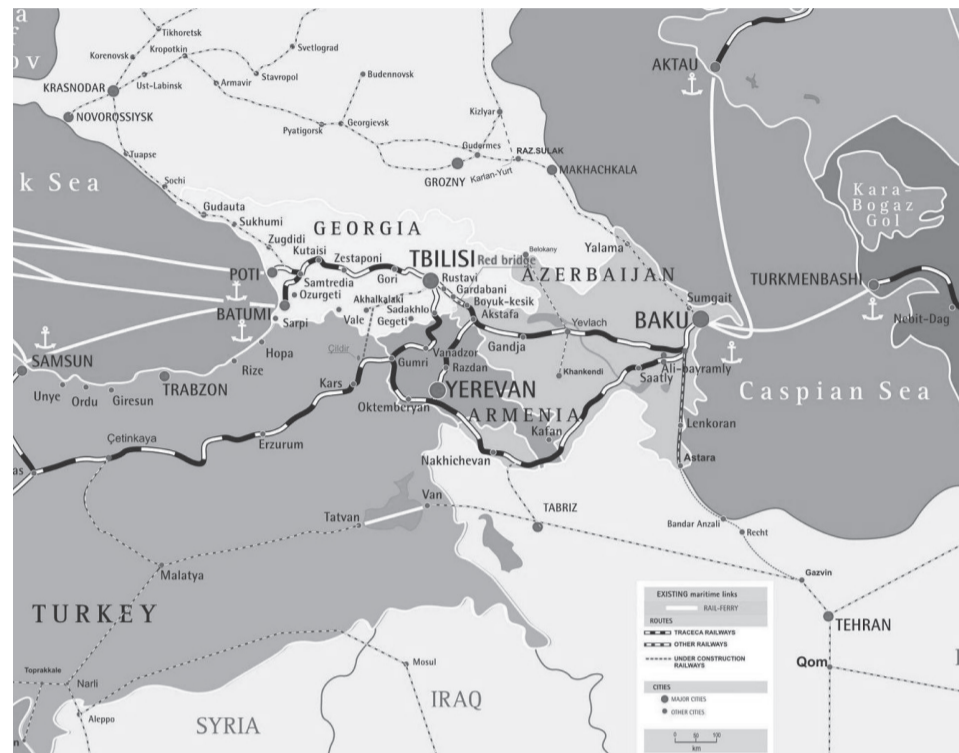 Tikhoretsk
Korenovsk
Kropotkin
Svetlograd
Stavropol
Budennovsk
KRASNODAR
Ust-Labinsk
Armavir
NOVOROSSIYSK
Pyatigorsk
Georgievsk
Kizlyar
AKTAU
Tuapse
Gudermes
RAZ.SULAK
GROZNY
Karlan-Yurt
MAKHACHKALA
k Sea
Sochi
Gudauta
Sukhumi
GEORGIA
Kara-
Bogaz
Gol
Zugdidi
Kutaisi
Zestaponi
TBILISI
Red bridge
Belokany
Yalama
AZERBAIJAN
POTI
Samtredia
Gori
Rustavi
TURKMENBASHI
Ozurgeti
Gardabani
BATUMI
Akhalkalaki
Sadakhlo
Boyuk-kesik
Sumgait
Sarpi
Vale
Gegeti
Akstafa
Yevlach
BAKU
Nebit-Dag
Hopa
Çildir
Vanadzor
Gandja
SAMSUN
Rize
Gumri
Razdan
Ali-bayramly
Unye
Ordu
Giresun
TRABZON
Kars
YEREVAN
Khankendi
Saatly
Caspian Sea
Oktemberyan
ARMENIA
Çetinkaya
Erzurum
Kafan
Lenkoran
as
Nakhichevan
Astara
Van
TABRIZ
Tatvan
Bandar Anzali
Recht
Malatya
Gazvin
TURKEY
TEHRAN
Toprakkale
Narli
Mosul
Qom
Aleppo
IRAQ
SYRIA
EXISTING maritime links
RAIL-FERRY
ROUTES
TRACECA RAILWAYS
OTHER RAILWAYS
UNDER CONSTRUCTION
RAILWAYS
CITIES
MAJOR CITIES
OTHER CITIES
0 50 100
km